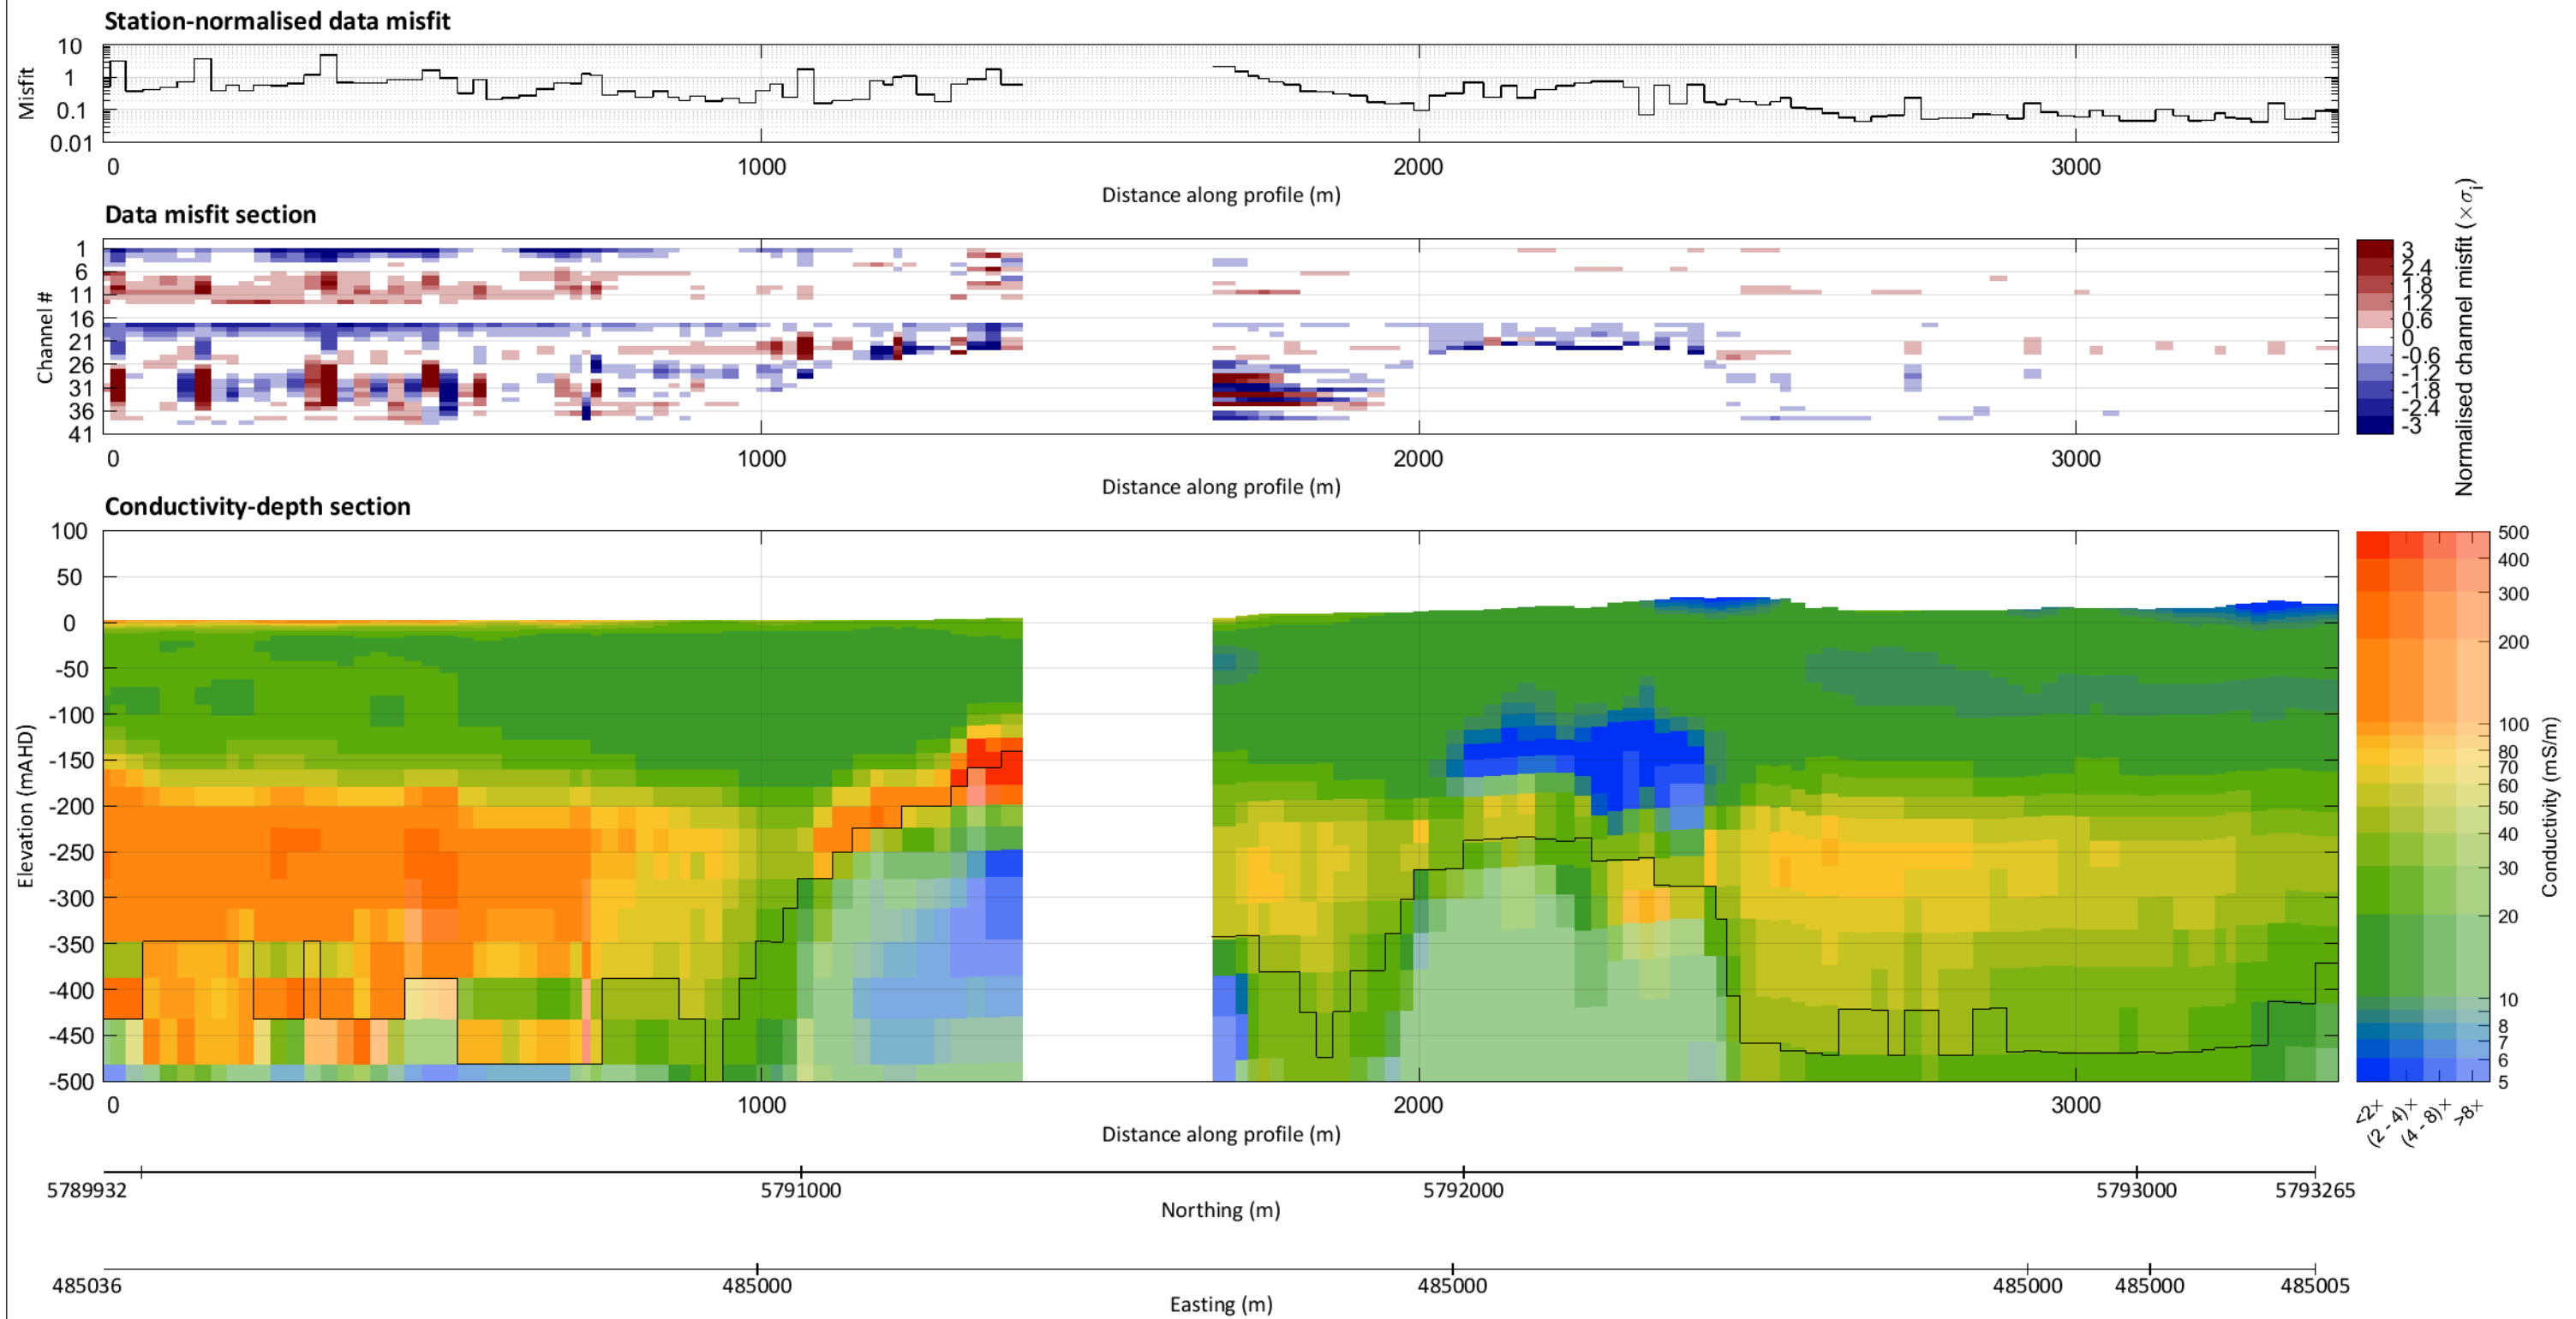 Station-normalised data misfit
Misfit
10
1
0.1
0.01
0 1000 2000 3000
Distance along profile (m)
Data misfit section
Channel #
1
6
11
16
21
26
31
36
41
0 1000 2000 3000
Distance along profile (m)
3
2.4
1.8
1.2
0.6
0
-0.6
-1.2
-1.8
-2.4
-3
Normalised channel misfit (×σi)
Conductivity-depth section
Elevation (mAHD)
100
50
0
-50
-100
-150
-200
-250
-300
-350
-400
-450
-500
0 1000 2000 3000
Distance along profile (m)
500
400
300
200
100
80
70
60
50
40
30
20
10
8
7
6
5
Conductivity (mS/m)
<2+
(2 - 4)+
(4 - 8)+
>8+
5789932 5791000 5792000 5793000 5793265
Northing (m)
485036 485000 485000 485000 485000 485005
Easting (m)